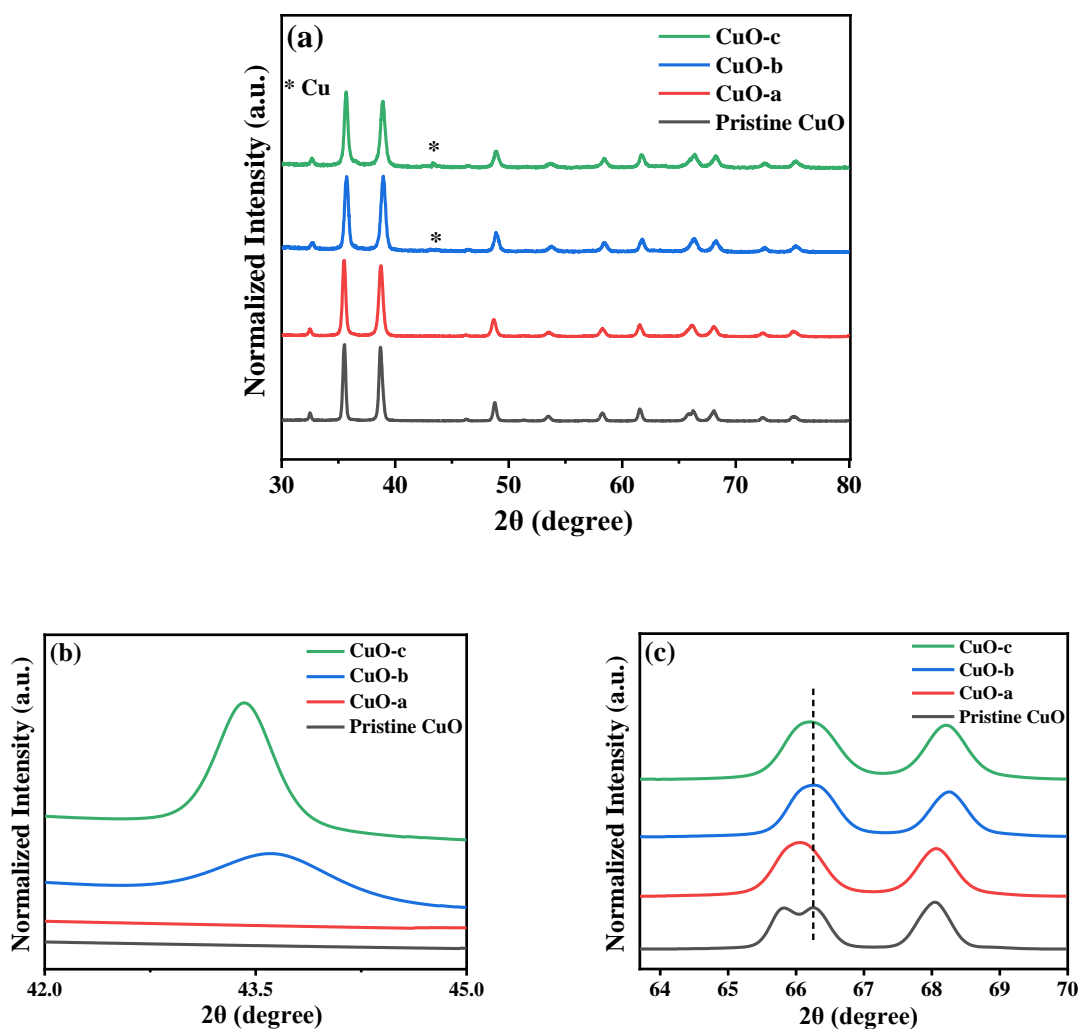 (a)
CuO-c
CuO-b
CuO-a
Pristine CuO
* Cu
*
*
Normalized Intensity (a.u.)
30 40 50 60 70 80
2θ (degree)
(b)
CuO-c
CuO-b
CuO-a
Pristine CuO
Normalized Intensity (a.u.)
42.0 43.5 45.0
2θ (degree)
(c)
CuO-c
CuO-b
CuO-a
Pristine CuO
Normalized Intensity (a.u.)
64 65 66 67 68 69 70
2θ (degree)